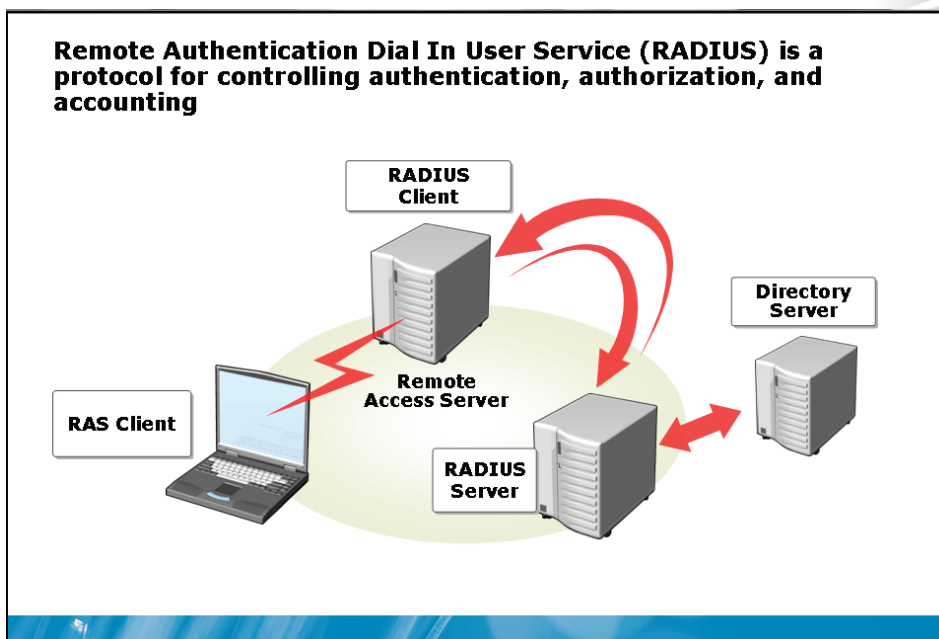 Remote Authentication Dial In User Service (RADIUS) is a
protocol for controlling authentication, authorization, and
accounting
RADIUS
Client
Directory
Server
Remote
Access Server
RAS Client
RADIUS
Server